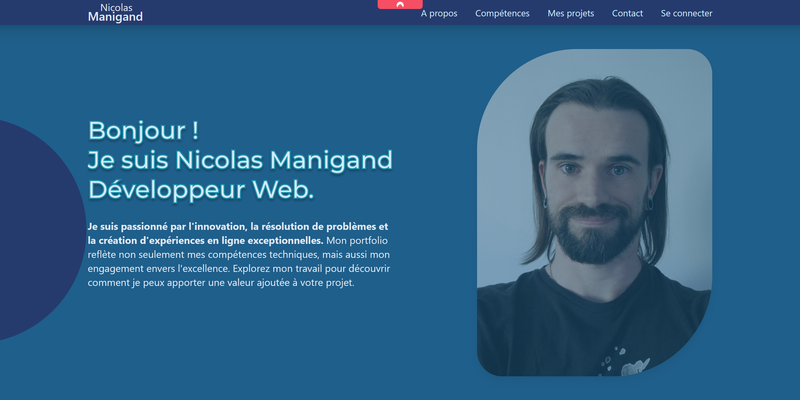 Nicolas
Manigand
A propos
Compétences
Mes projets
Contact
Se connecter
Bonjour !
Je suis Nicolas Manigand
Développeur Web.
Je suis passionné par l'innovation, la résolution de problèmes et
la création d'expériences en ligne exceptionnelles. Mon portfolio
reflète non seulement mes compétences techniques, mais aussi mon
engagement envers l'excellence. Explorez mon travail pour découvrir
comment je peux apporter une valeur ajoutée à votre projet.